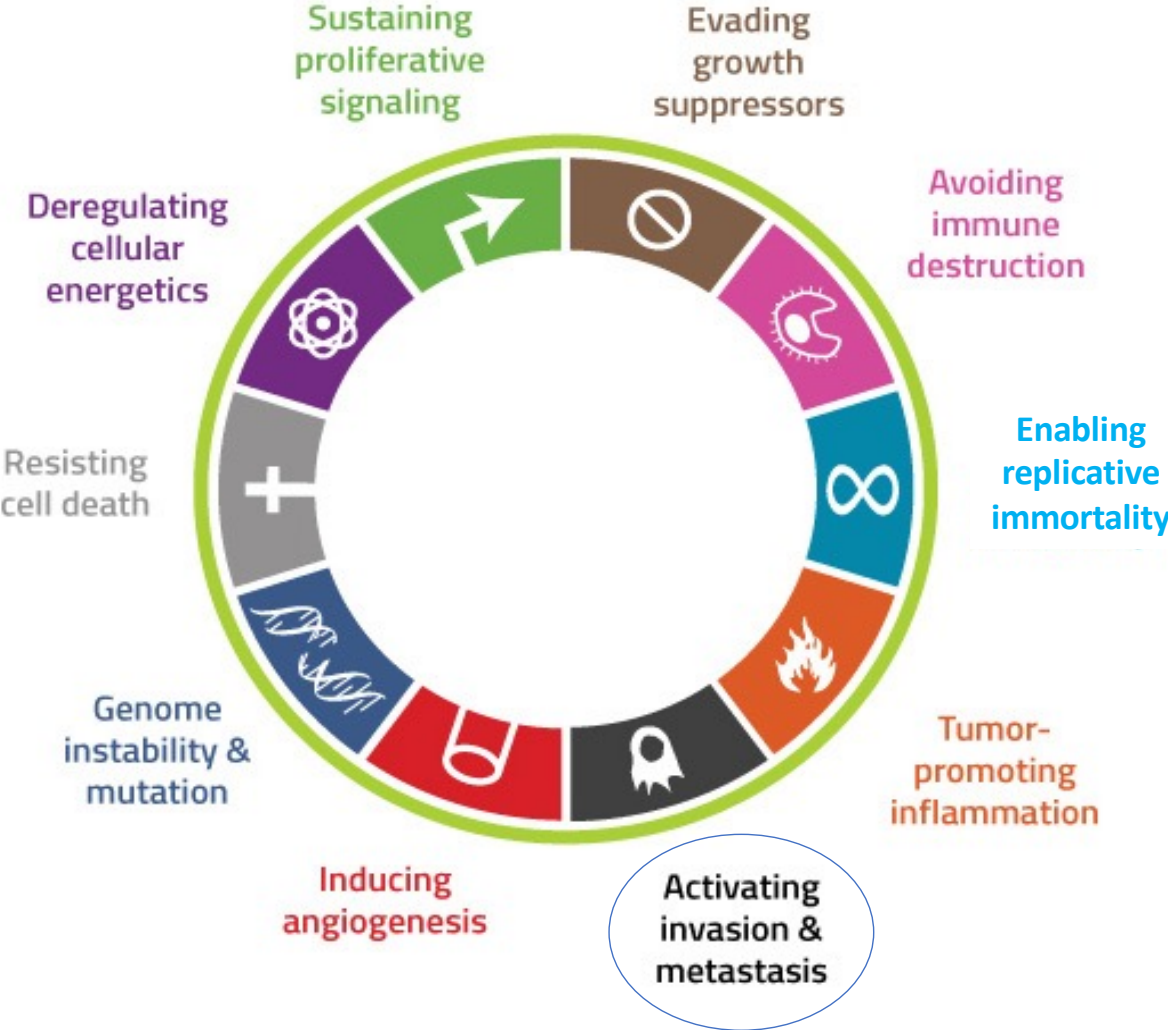 Sustaining
proliferative
signaling
Evading
growth
suppressors
Avoiding
immune
destruction
Enabling
replicative
immortality
Tumor-
promoting
inflammation
Activating
invasion &
metastasis
Inducing
angiogenesis
Genome
instability &
mutation
Resisting
cell death
Deregulating
cellular
energetics